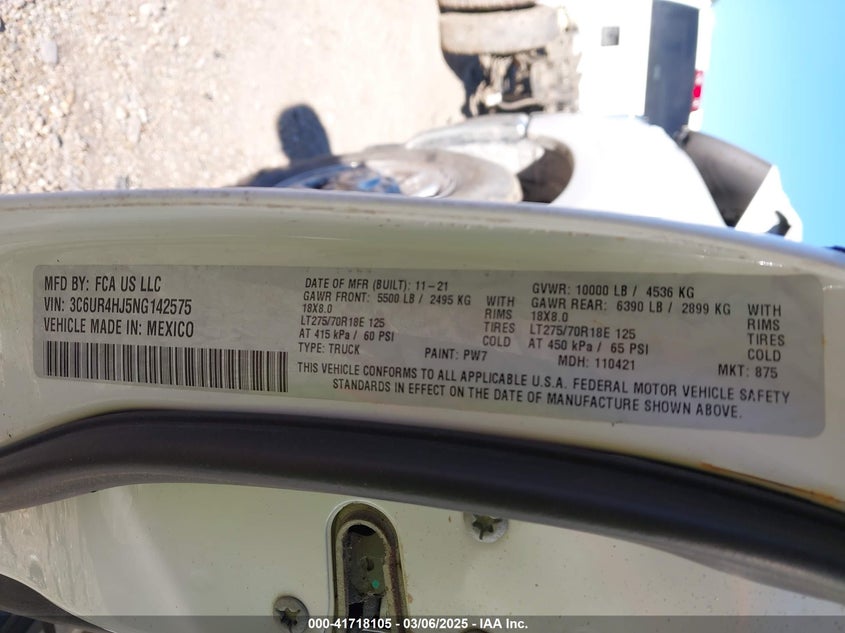 MFD BY: FCA US LLC
VIN: 3C6UR4HJ5NG142575
VEHICLE MADE IN: MEXICO
DATE OF MFR (BUILT): 11-21
GAWR FRONT: 5500 LB / 2495 KG WITH
18X8.0 RIMS
LT275/70R18E 125 TIRES
AT 415 kPa / 60 PSI COLD
TYPE: TRUCK PAINT: PW7
GVWR: 10000 LB / 4536 KG
GAWR REAR: 6390 LB / 2899 KG WITH
18X8.0 RIMS
LT275/70R18E 125 TIRES
AT 450 kPa / 65 PSI COLD
MDH: 110421 MKT: 875
THIS VEHICLE CONFORMS TO ALL APPLICABLE U.S.A. FEDERAL MOTOR VEHICLE SAFETY
STANDARDS IN EFFECT ON THE DATE OF MANUFACTURE SHOWN ABOVE.
000-41718105 - 03/06/2025 - IAA Inc.